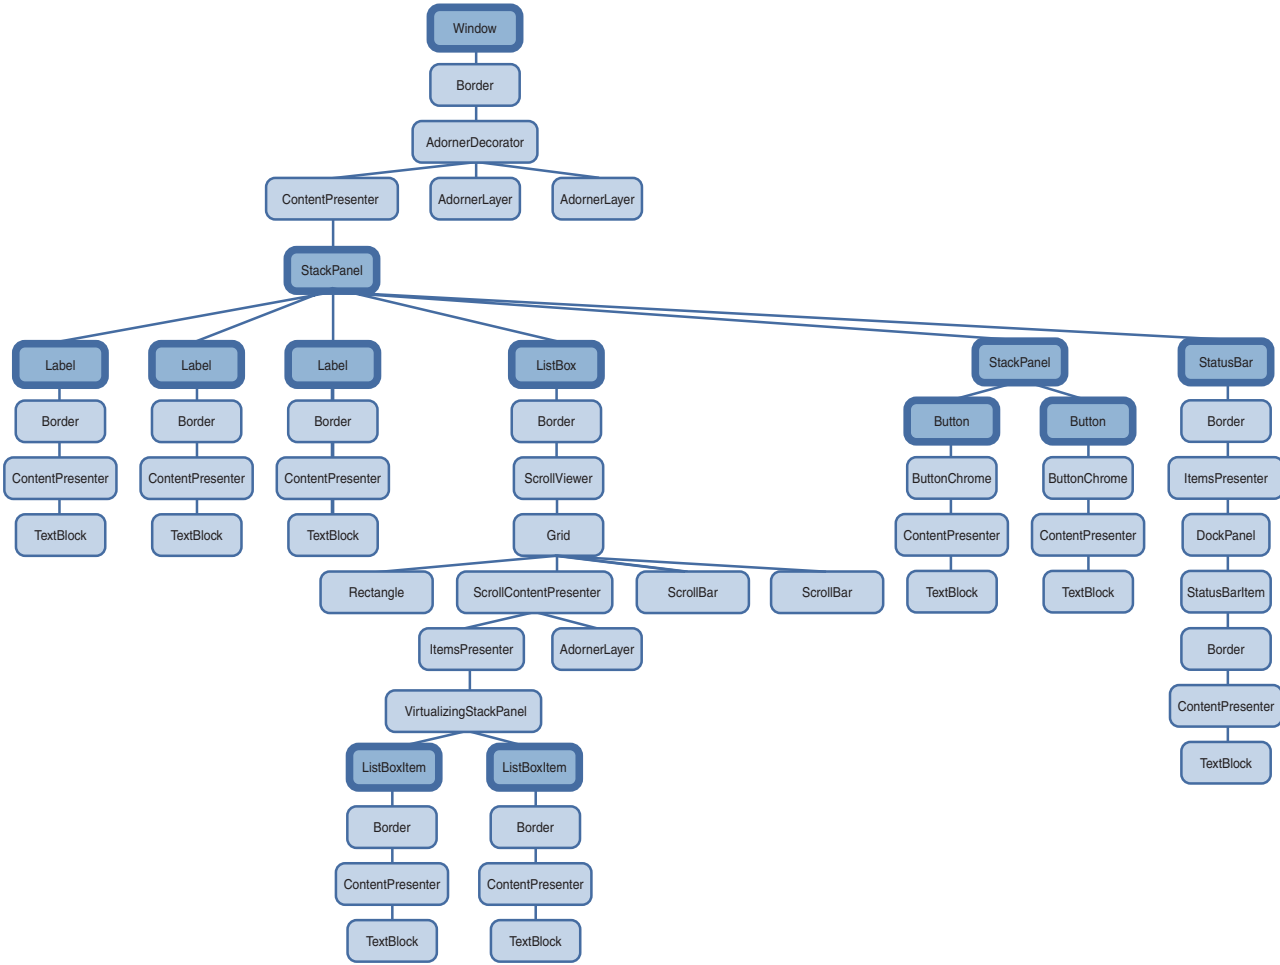 Window
Border
AdornerDecorator
ContentPresenter AdornerLayer AdornerLayer
StackPanel
Label Label Label ListBox StackPanel StatusBar
Border Border Border Border Button Button Border
ContentPresenter ContentPresenter ContentPresenter ScrollViewer ButtonChrome ButtonChrome ItemsPresenter
TextBlock TextBlock TextBlock Grid ContentPresenter ContentPresenter DockPanel
Rectangle ScrollContentPresenter ScrollBar ScrollBar TextBlock TextBlock StatusBarItem
ItemsPresenter AdornerLayer Border
VirtualizingStackPanel ContentPresenter
ListBoxItem ListBoxItem TextBlock
Border Border
ContentPresenter ContentPresenter
TextBlock TextBlock